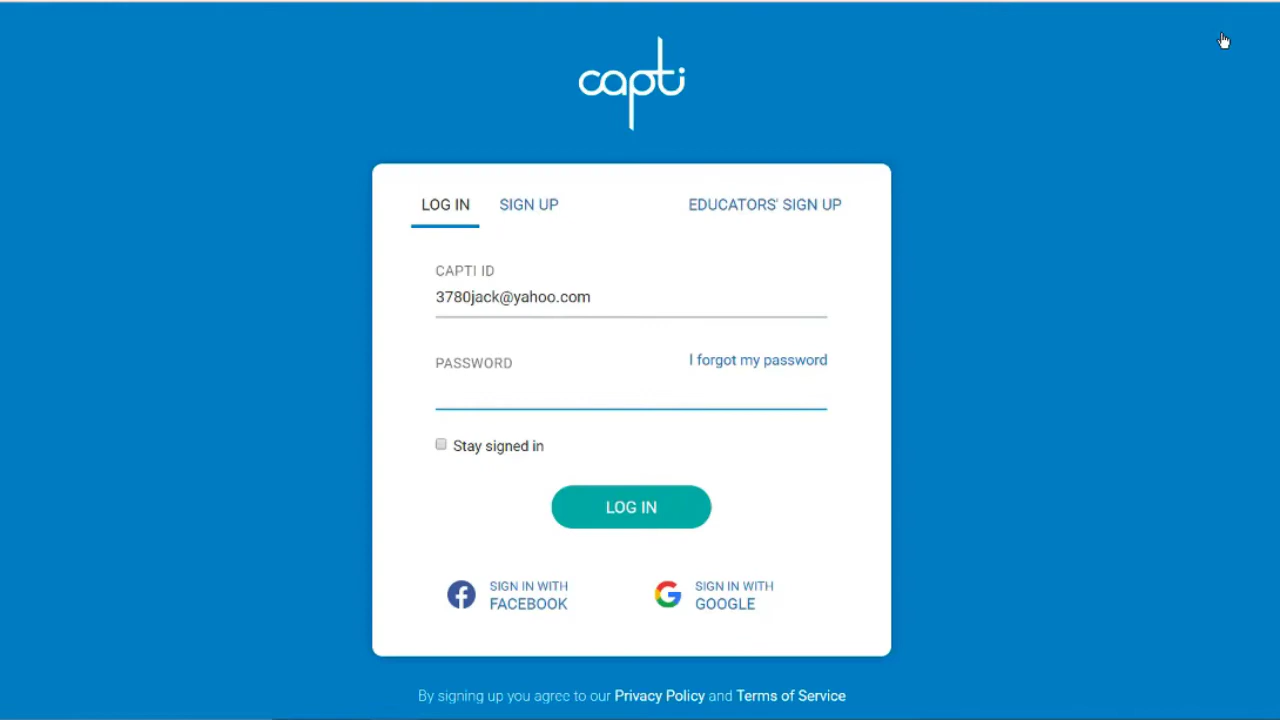 capti
LOG IN SIGN UP EDUCATORS' SIGN UP
CAPTI ID
3780jack@yahoo.com
PASSWORD I forgot my password
Stay signed in
LOG IN
SIGN IN WITH
FACEBOOK
SIGN IN WITH
GOOGLE
By signing up you agree to our Privacy Policy and Terms of Service